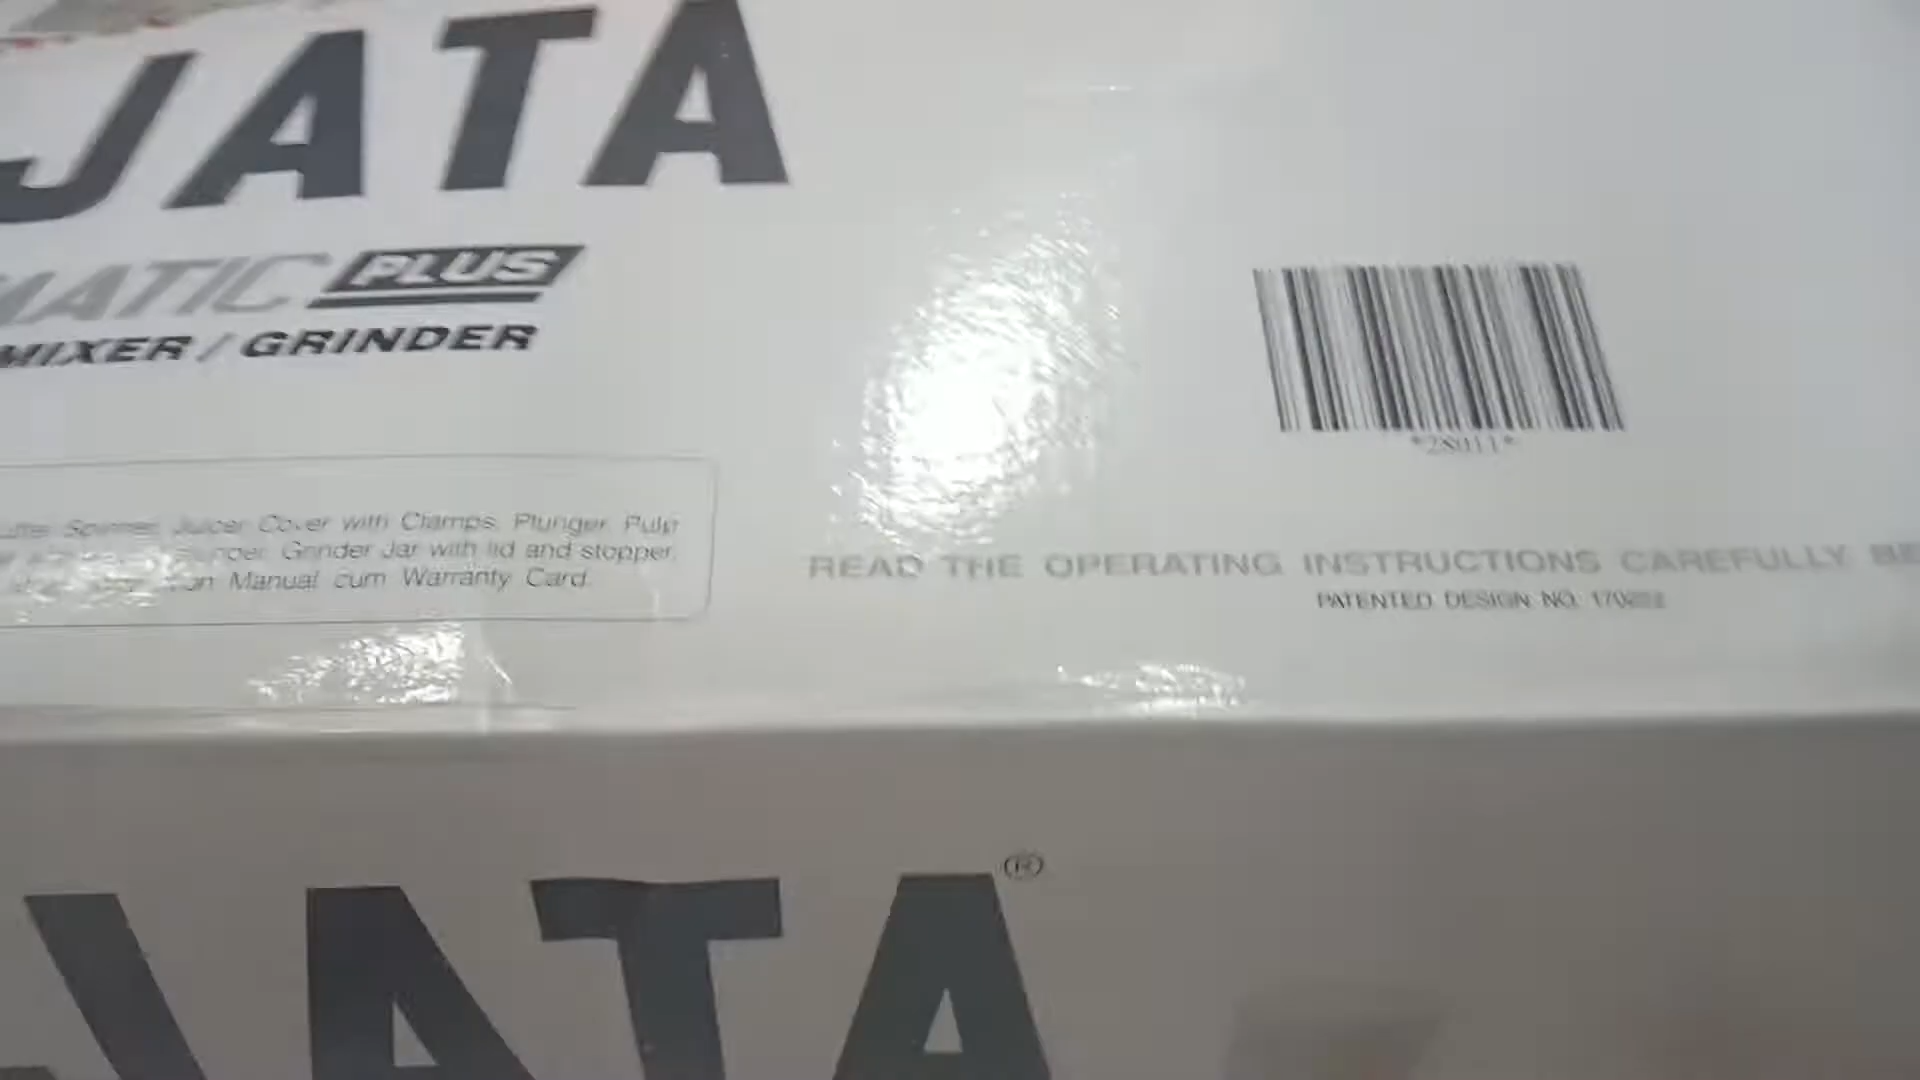 JATA
MATIC PLUS
MIXER / GRINDER
*28011*
Juicer Cover with Clamps, Plunger, Pulp
Grinder Jar with lid and stopper,
Manual cum Warranty Card.
READ THE OPERATING INSTRUCTIONS CAREFULLY BE
PATENTED DESIGN NO.
JATA®